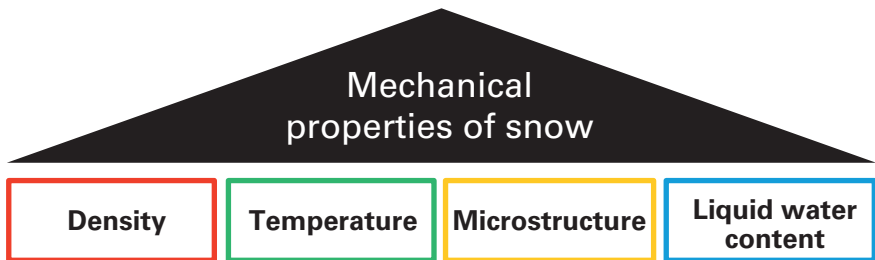 Mechanical
properties of snow
Density
Temperature
Microstructure
Liquid water
content